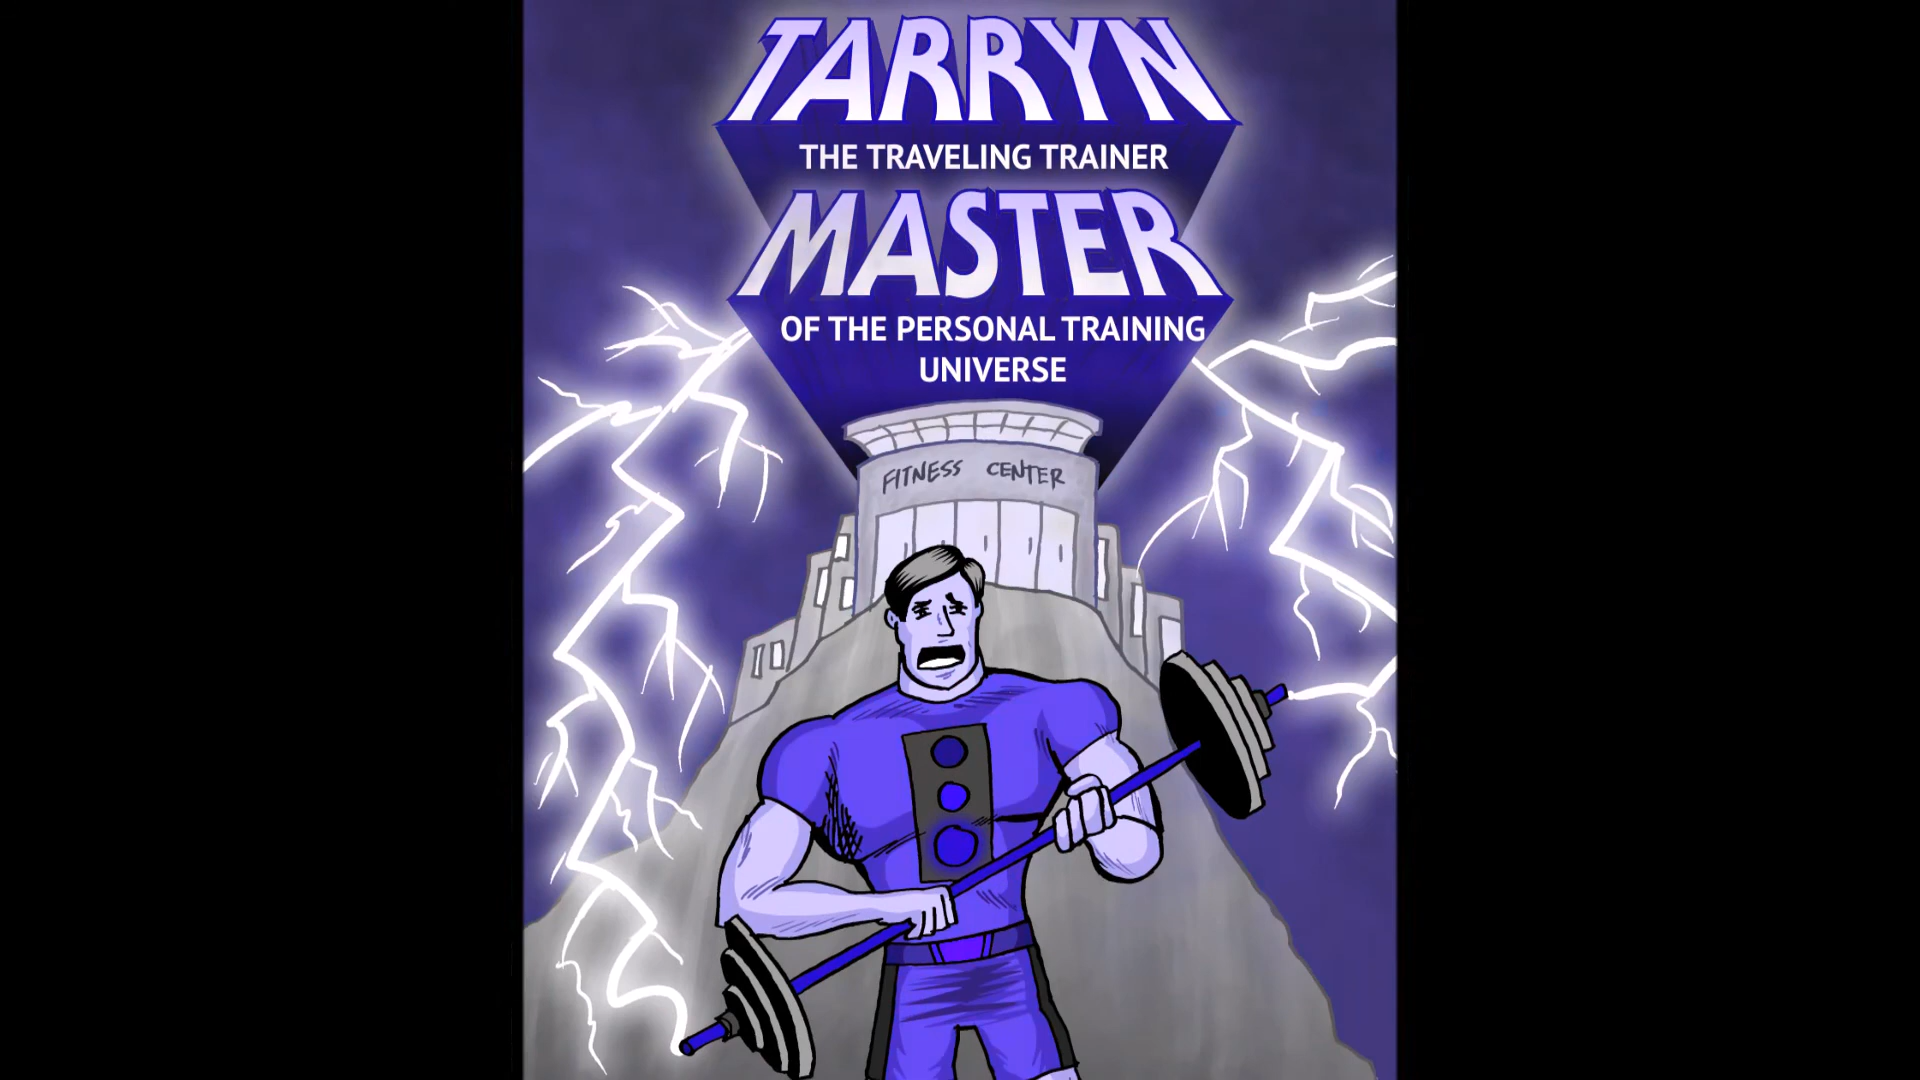 TARRYN
THE TRAVELING TRAINER
MASTER
OF THE PERSONAL TRAINING
UNIVERSE
FITNESS CENTER